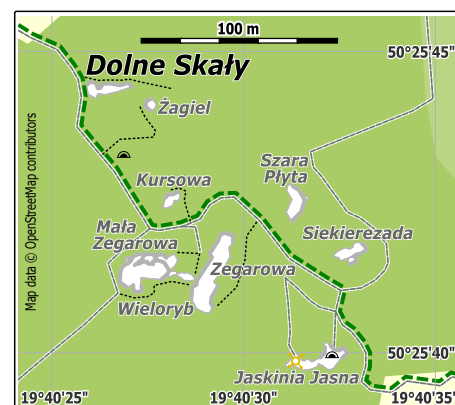 100 m
50°25'45"
Dolne Skały
Żagiel
Map data © OpenStreetMap contributors
Kursowa
Szara
Płyta
Mała
Zegarowa
Siekierezada
Zegarowa
Wieloryb
50°25'40"
Jaskinia Jasna
19°40'25"
19°40'30"
19°40'35"